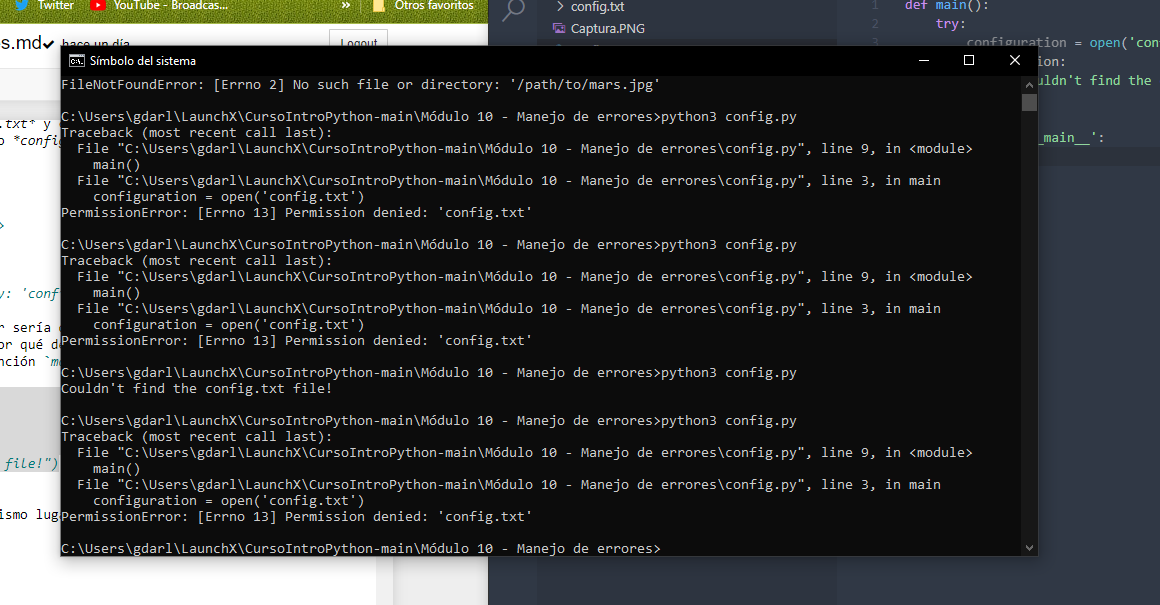 Twitter
YouTube - Broadcas...
»
Otros favoritos
s.md✔ hace un día
Logout
.txt* y
o *config
>
y: 'conf
r sería
or qué d
nción `m
file!")
ismo lug
> config.txt
Captura.PNG
1 def main():
2 try:
3 configuration = open('con
ion:
uldn't find the
_main__':
Símbolo del sistema
FileNotFoundError: [Errno 2] No such file or directory: '/path/to/mars.jpg'
C:\Users\gdarl\LaunchX\CursoIntroPython-main\Módulo 10 - Manejo de errores>python3 config.py
Traceback (most recent call last):
  File "C:\Users\gdarl\LaunchX\CursoIntroPython-main\Módulo 10 - Manejo de errores\config.py", line 9, in <module>
    main()
  File "C:\Users\gdarl\LaunchX\CursoIntroPython-main\Módulo 10 - Manejo de errores\config.py", line 3, in main
    configuration = open('config.txt')
PermissionError: [Errno 13] Permission denied: 'config.txt'
C:\Users\gdarl\LaunchX\CursoIntroPython-main\Módulo 10 - Manejo de errores>python3 config.py
Traceback (most recent call last):
  File "C:\Users\gdarl\LaunchX\CursoIntroPython-main\Módulo 10 - Manejo de errores\config.py", line 9, in <module>
    main()
  File "C:\Users\gdarl\LaunchX\CursoIntroPython-main\Módulo 10 - Manejo de errores\config.py", line 3, in main
    configuration = open('config.txt')
PermissionError: [Errno 13] Permission denied: 'config.txt'
C:\Users\gdarl\LaunchX\CursoIntroPython-main\Módulo 10 - Manejo de errores>python3 config.py
Couldn't find the config.txt file!
C:\Users\gdarl\LaunchX\CursoIntroPython-main\Módulo 10 - Manejo de errores>python3 config.py
Traceback (most recent call last):
  File "C:\Users\gdarl\LaunchX\CursoIntroPython-main\Módulo 10 - Manejo de errores\config.py", line 9, in <module>
    main()
  File "C:\Users\gdarl\LaunchX\CursoIntroPython-main\Módulo 10 - Manejo de errores\config.py", line 3, in main
    configuration = open('config.txt')
PermissionError: [Errno 13] Permission denied: 'config.txt'
C:\Users\gdarl\LaunchX\CursoIntroPython-main\Módulo 10 - Manejo de errores>